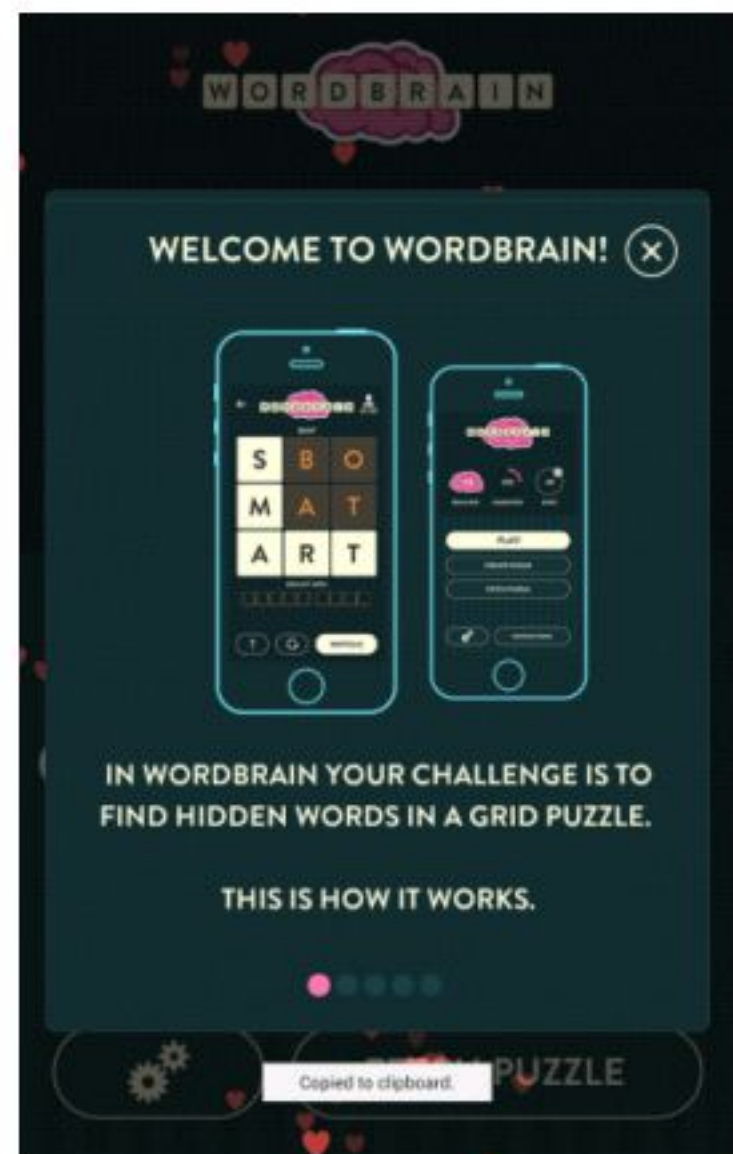 WORDBRAIN
WELCOME TO WORDBRAIN!
S B O
M A T
A R T
PLAY
IN WORDBRAIN YOUR CHALLENGE IS TO
FIND HIDDEN WORDS IN A GRID PUZZLE.
THIS IS HOW IT WORKS.
PUZZLE
Copied to clipboard.